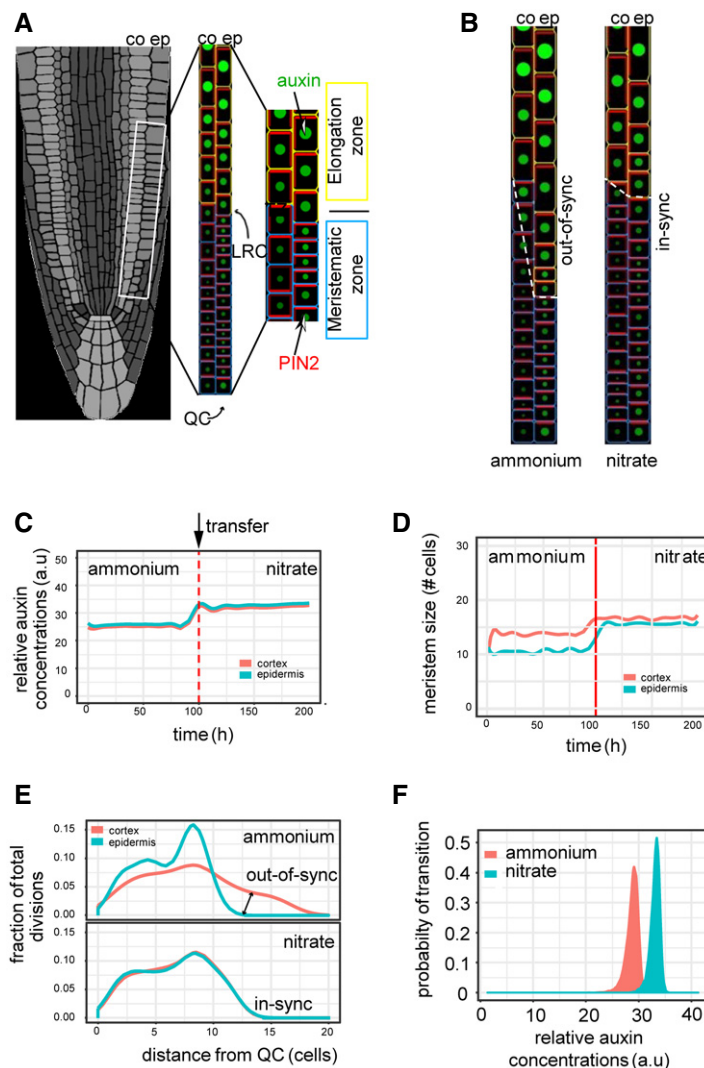 A
co ep
co ep
auxin
Elongation
zone
LRC
Meristematic
zone
PIN2
QC
B
co ep
co ep
out-of-sync
in-sync
ammonium
nitrate
C
transfer
ammonium
nitrate
relative auxin
concentrations (a.u)
50
40
30
20
10
0
cortex
epidermis
0
50
100
150
200
time (h)
D
ammonium
nitrate
meristem size (# cells)
30
20
15
10
0
cortex
epidermis
0
50
100
150
200
time (h)
E
cortex
epidermis
ammonium
out-of-sync
fraction of total
divisions
0.15
0.10
0.05
0.00
nitrate
in-sync
0.15
0.10
0.05
0.00
0
5
10
15
20
distance from QC (cells)
F
ammonium
nitrate
probabilty of transition
0.5
0.4
0.3
0.2
0.1
0
0
10
20
30
40
relative auxin
concentrations (a.u)